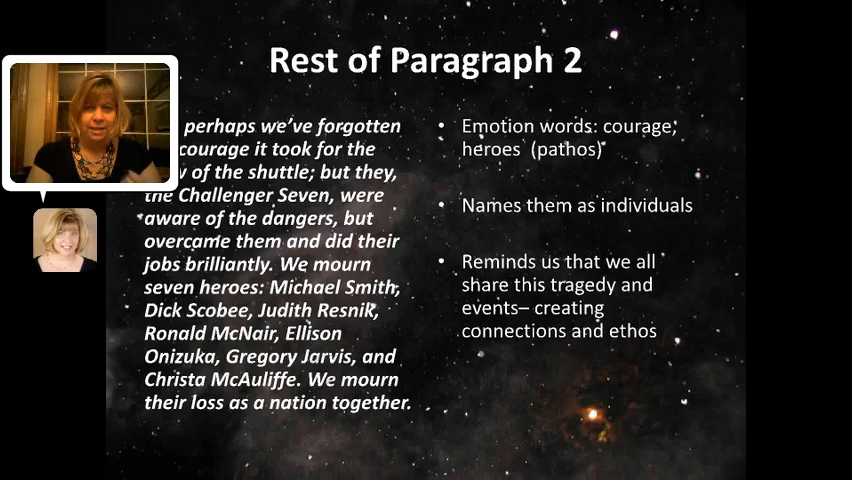 Rest of Paragraph 2
perhaps we've forgotten
courage it took for the
of the shuttle; but they,
the Challenger Seven, were
aware of the dangers, but
overcame them and did their
jobs brilliantly. We mourn
seven heroes: Michael Smith,
Dick Scobee, Judith Resnik,
Ronald McNair, Ellison
Onizuka, Gregory Jarvis, and
Christa McAuliffe. We mourn
their loss as a nation together.
• Emotion words: courage,
heroes (pathos)
• Names them as individuals
• Reminds us that we all
share this tragedy and
events– creating
connections and ethos